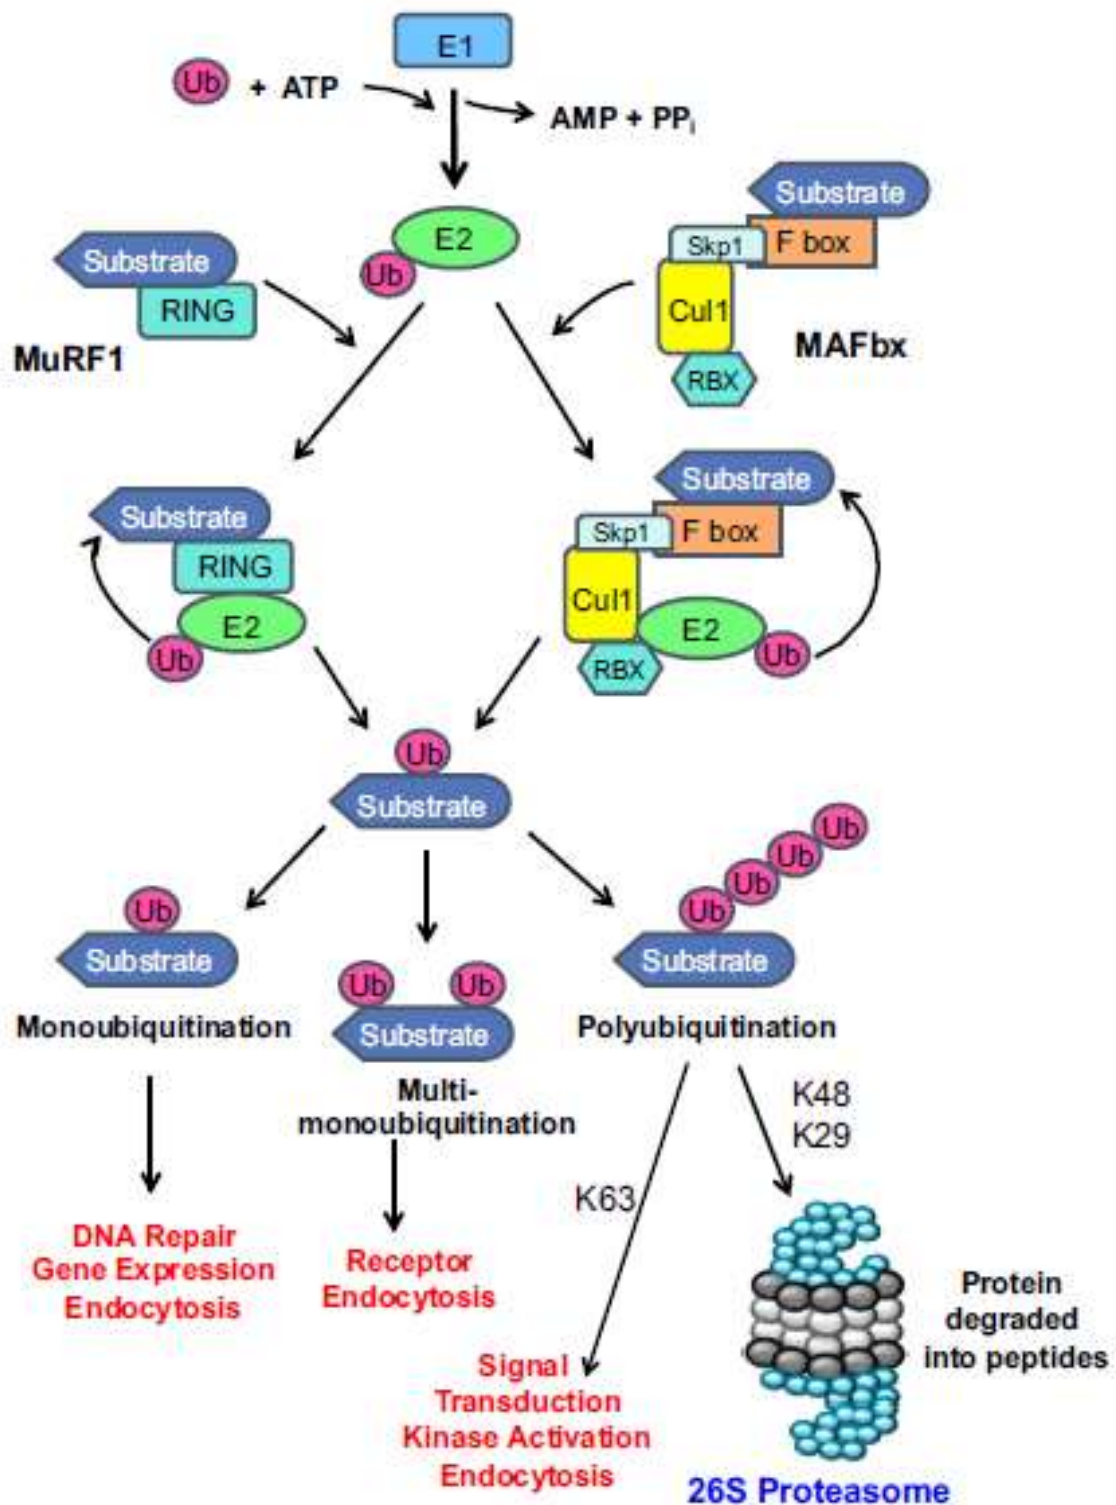 E1
Ub + ATP
AMP + PPi
Substrate
E2
Skp1 F box
Substrate
Ub
RING
Cul1
MuRF1
MAFbx
RBX
Substrate
Substrate
Skp1 F box
RING
Cul1
E2
E2
Ub
Ub
RBX
Ub
Substrate
Ub
Ub
Ub
Ub
Ub
Substrate
Substrate
Ub Ub
Monoubiquitination
Substrate
Polyubiquitination
Multi-
monoubiquitination
K48
K29
K63
DNA Repair
Gene Expression
Endocytosis
Receptor
Endocytosis
Protein
degraded
into peptides
Signal
Transduction
Kinase Activation
Endocytosis
26S Proteasome